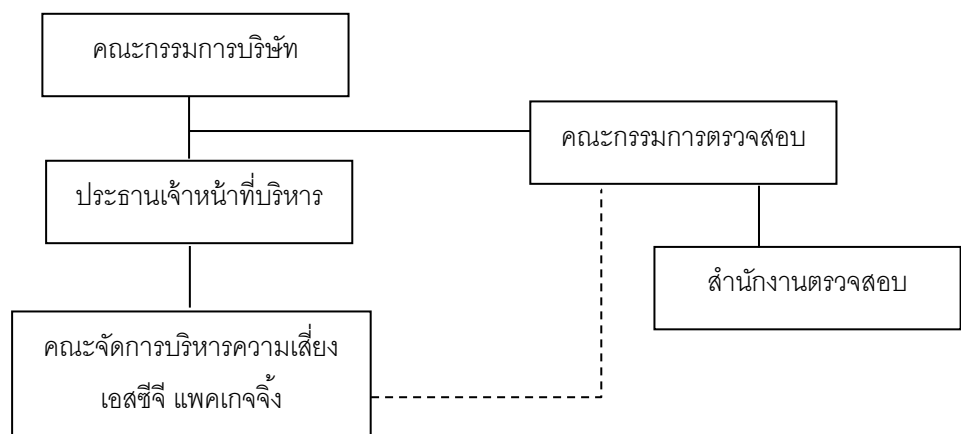 คณะกรรมการบริษัท
คณะกรรมการตรวจสอบ
ประธานเจ้าหน้าที่บริหาร
สำนักงานตรวจสอบ
คณะจัดการบริหารความเสี่ยง
เอสซีจี แพคเกจจิ้ง